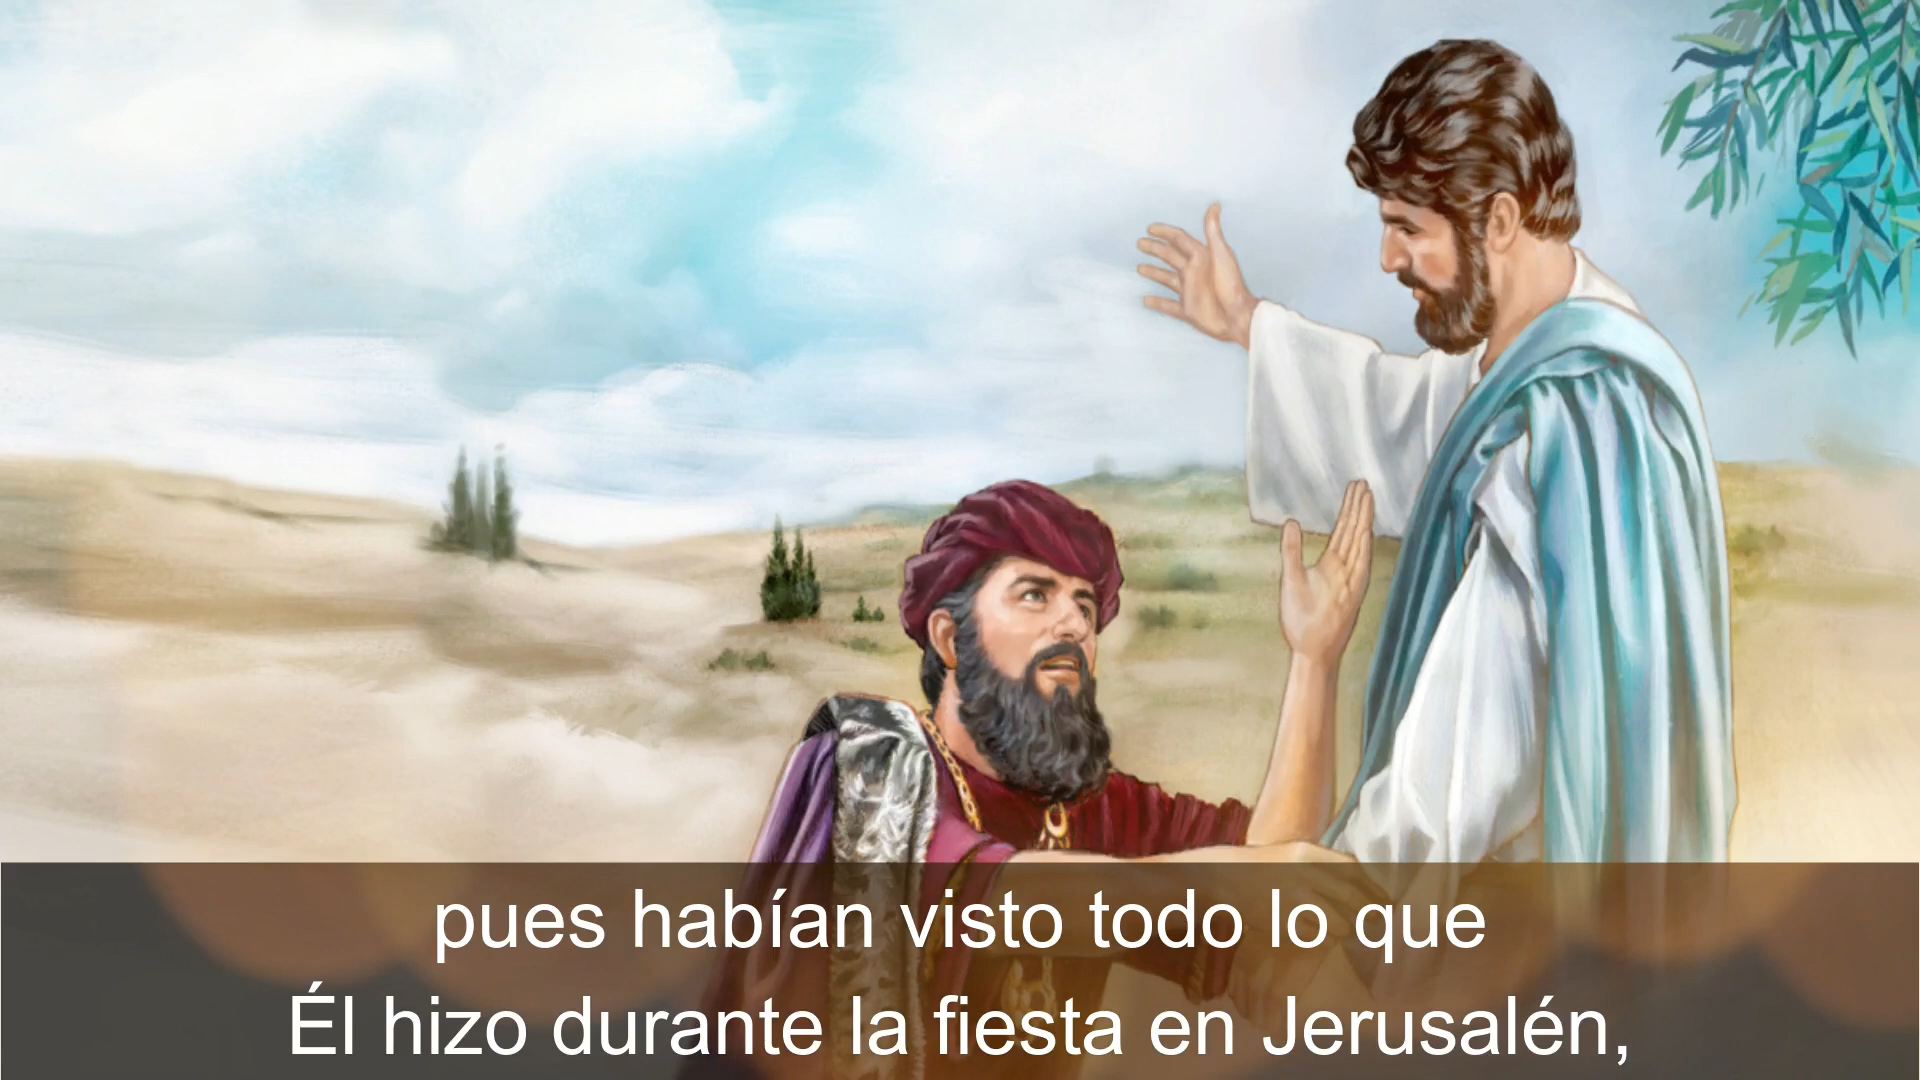 pues habían visto todo lo que
Él hizo durante la fiesta en Jerusalén,